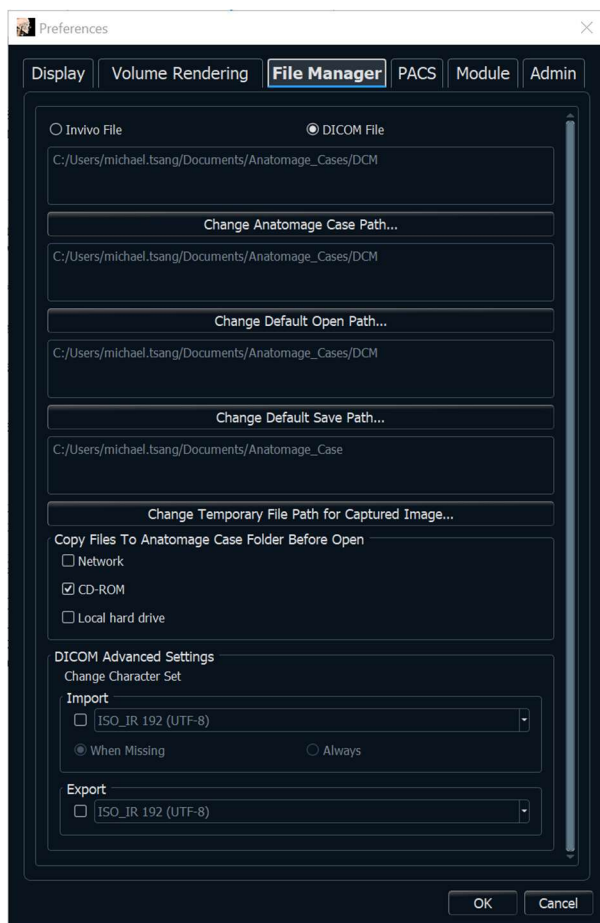 Preferences
Display Volume Rendering File Manager PACS Module Admin
Invivo File DICOM File
C:/Users/michael.tsang/Documents/Anatomage_Cases/DCM
Change Anatomage Case Path...
C:/Users/michael.tsang/Documents/Anatomage_Cases/DCM
Change Default Open Path...
C:/Users/michael.tsang/Documents/Anatomage_Cases/DCM
Change Default Save Path...
C:/Users/michael.tsang/Documents/Anatomage_Case
Change Temporary File Path for Captured Image...
Copy Files To Anatomage Case Folder Before Open
Network
CD-ROM
Local hard drive
DICOM Advanced Settings
Change Character Set
Import
ISO_IR 192 (UTF-8)
When Missing Always
Export
ISO_IR 192 (UTF-8)
OK Cancel